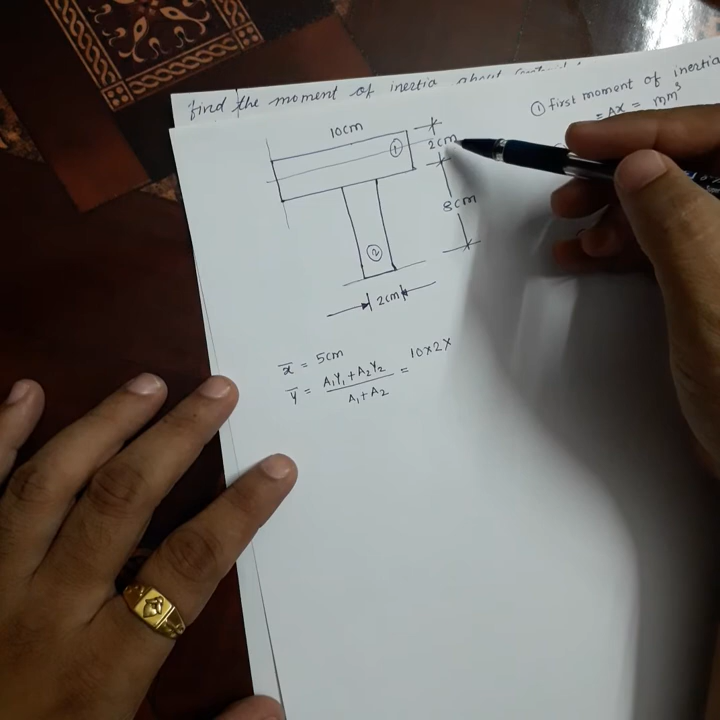 find the moment of inertia about
① first moment of inertia
= AX = mm³
10cm
①
2cm
8cm
②
2cm
x̄ = 5cm
ȳ = A₁Y₁ + A₂Y₂ / A₁ + A₂ = 10×2×